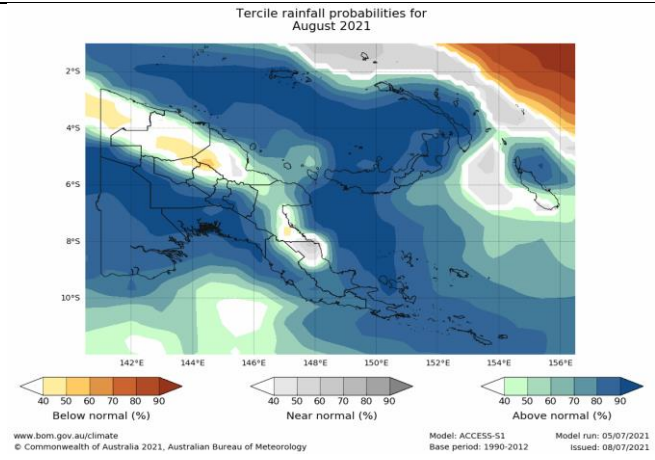 Tercile rainfall probabilities for
August 2021
2°S
4°S
6°S
8°S
10°S
142°E 144°E 146°E 148°E 150°E 152°E 154°E 156°E
40 50 60 70 80 90 40 50 60 70 80 90 40 50 60 70 80 90
Below normal (%) Near normal (%) Above normal (%)
www.bom.gov.au/climate Model: ACCESS-S1 Model run: 05/07/2021
© Commonwealth of Australia 2021, Australian Bureau of Meteorology Base period: 1990-2012 Issued: 08/07/2021